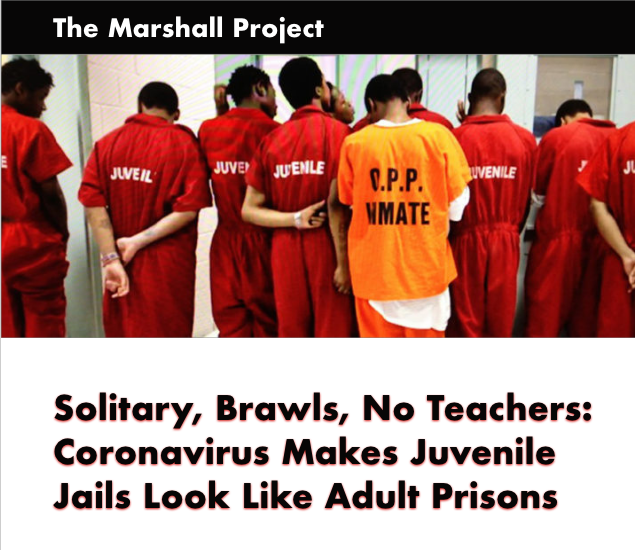 The Marshall Project
E
JUVEIL
JUVEN
JUVENILE
O.P.P.
INMATE
UVENILE
Solitary, Brawls, No Teachers:
Coronavirus Makes Juvenile
Jails Look Like Adult Prisons